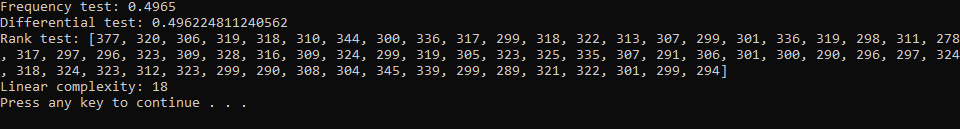 Frequency test: 0.4965
Differential test: 0.496224811240562
Rank test: [377, 320, 306, 319, 318, 310, 344, 300, 336, 317, 299, 318, 322, 313, 307, 299, 301, 336, 319, 298, 311, 278
, 317, 297, 296, 323, 309, 328, 316, 309, 324, 299, 319, 305, 323, 325, 335, 307, 291, 306, 301, 300, 290, 296, 297, 324
, 318, 324, 323, 312, 323, 299, 290, 308, 304, 345, 339, 299, 289, 321, 322, 301, 299, 294]
Linear complexity: 18
Press any key to continue . . .